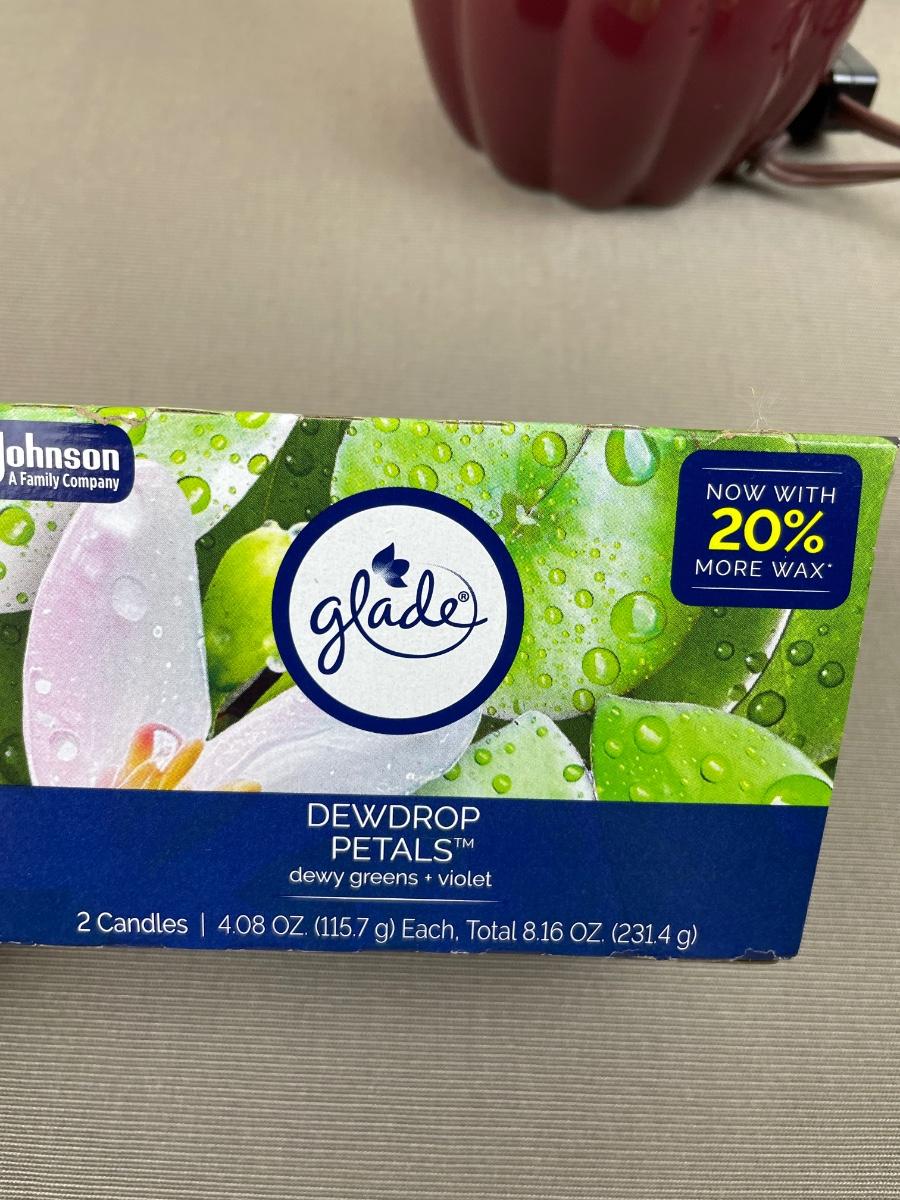 Johnson
A Family Company
NOW WITH
20%
MORE WAX*
glade®
DEWDROP
PETALS™
dewy greens + violet
2 Candles | 4.08 OZ. (115.7 g) Each, Total 8.16 OZ. (231.4 g)